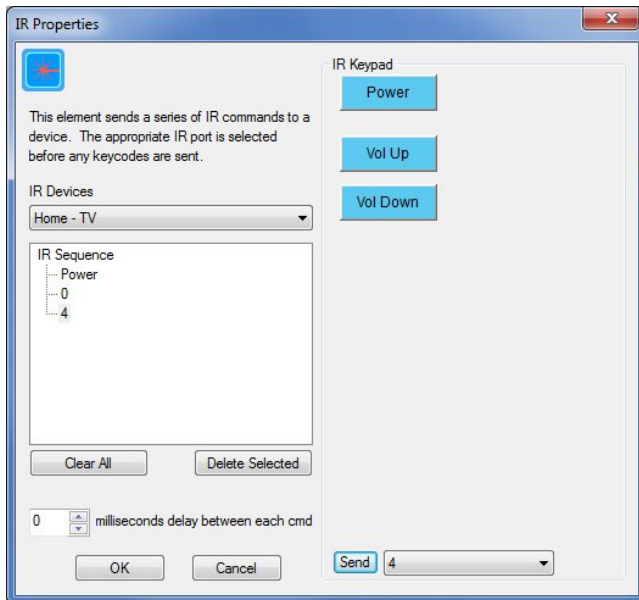 IR Properties
This element sends a series of IR commands to a
device. The appropriate IR port is selected
before any keycodes are sent.
IR Devices
Home - TV
IR Sequence
Power
0
4
Clear All
Delete Selected
0
milliseconds delay between each cmd
OK
Cancel
IR Keypad
Power
Vol Up
Vol Down
Send
4